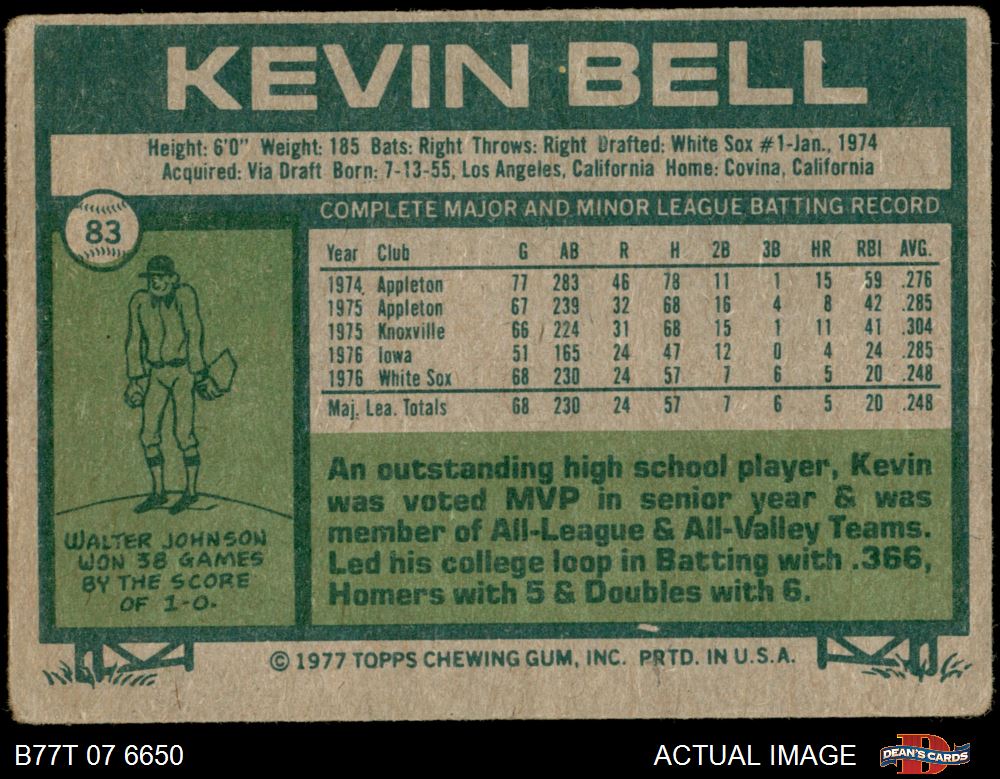 KEVIN BELL
Height: 6'0" Weight: 185 Bats: Right Throws: Right Drafted: White Sox #1-Jan., 1974
Acquired: Via Draft Born: 7-13-55, Los Angeles, California Home: Covina, California
83
COMPLETE MAJOR AND MINOR LEAGUE BATTING RECORD
Year Club G AB R H 2B 3B HR RBI AVG.
1974 Appleton 77 283 46 78 11 1 15 59 .276
1975 Appleton 67 239 32 68 16 4 8 42 .285
1975 Knoxville 66 224 31 68 15 1 11 41 .304
1976 Iowa 51 165 24 47 12 0 4 24 .285
1976 White Sox 68 230 24 57 7 6 5 20 .248
Maj. Lea. Totals 68 230 24 57 7 6 5 20 .248
WALTER JOHNSON
WON 38 GAMES
BY THE SCORE
OF 1-0.
An outstanding high school player, Kevin
was voted MVP in senior year & was
member of All-League & All-Valley Teams.
Led his college loop in Batting with .366,
Homers with 5 & Doubles with 6.
© 1977 TOPPS CHEWING GUM, INC. PRTD. IN U.S.A.
B77T 07 6650
ACTUAL IMAGE
D
DEAN'S CARDS